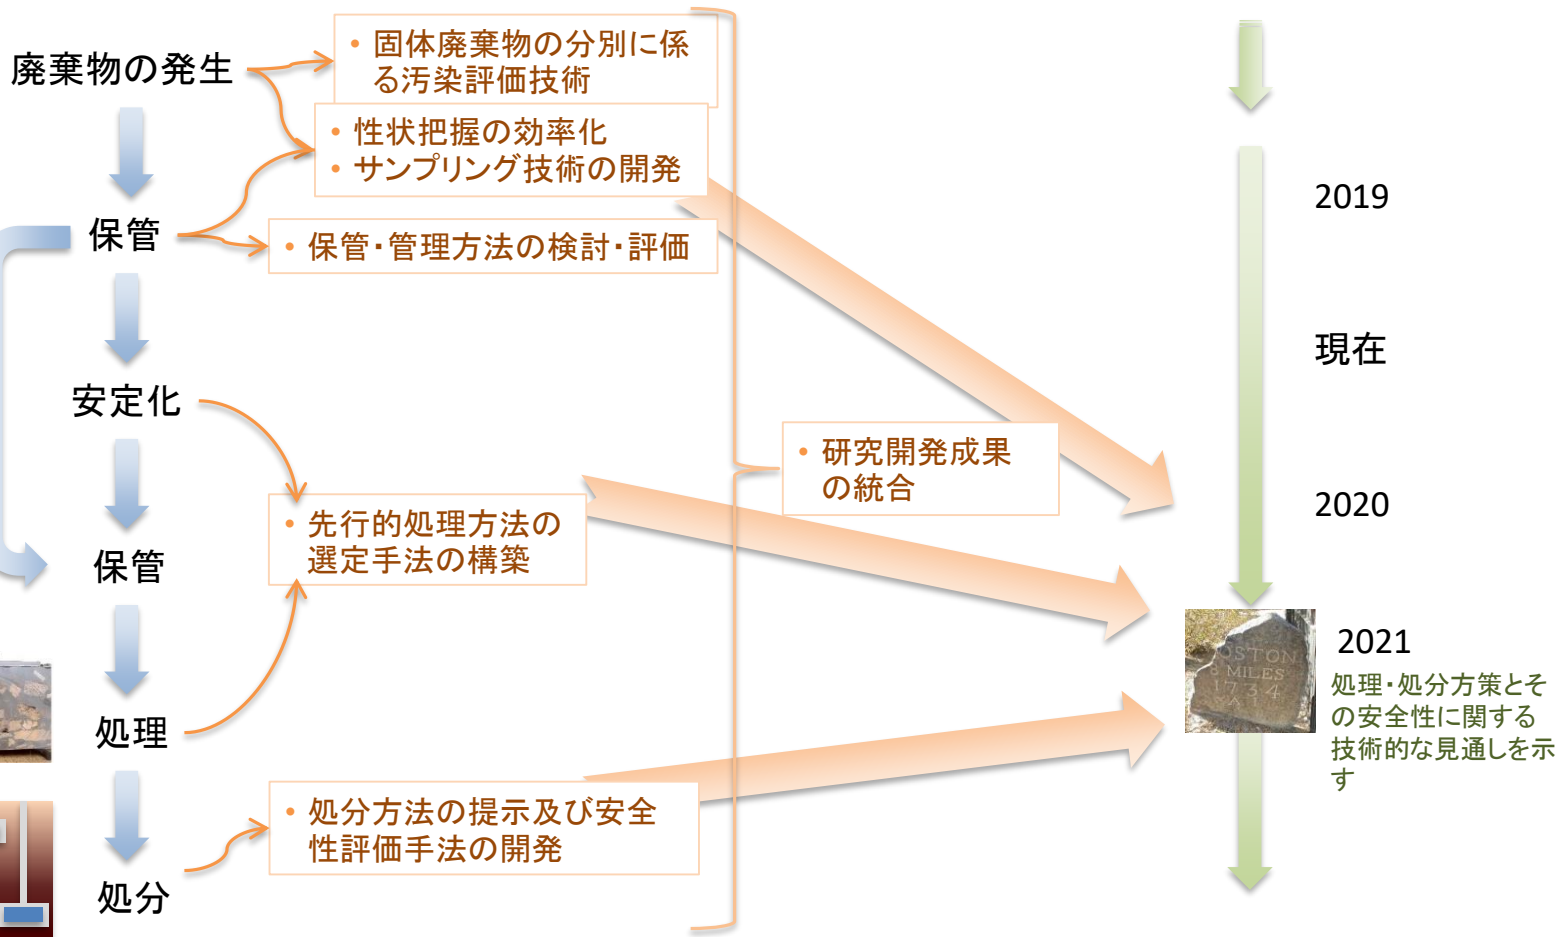 廃棄物の発生
• 固体廃棄物の分別に係
る汚染評価技術
• 性状把握の効率化
• サンプリング技術の開発
保管
• 保管・管理方法の検討・評価
安定化
保管
• 先行的処理方法の
選定手法の構築
処理
• 処分方法の提示及び安全
性評価手法の開発
処分
• 研究開発成果
の統合
2019
現在
2020
2021
処理・処分方策とそ
の安全性に関する
技術的な見通しを示
す
OSTON
8 MILES
1734